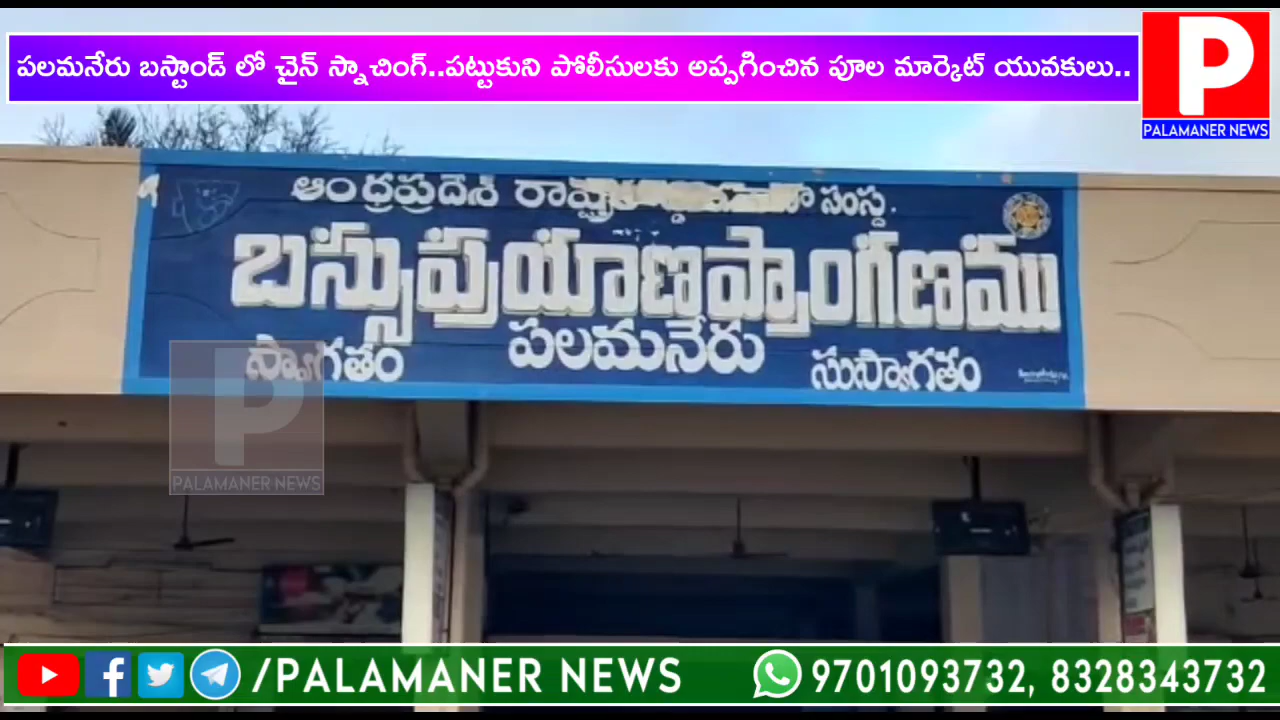 పలమనేరు బస్టాండ్ లో చైన్ స్నాచింగ్..పట్టుకుని పోలీసులకు అప్పగించిన పూల మార్కెట్ యువకులు..
P
PALAMANER NEWS
ఆంధ్రప్రదేశ్ రాష్ట్ర సంస్థ.
బస్సుప్రయాణప్రాంగణము
స్వాగతం పలమనేరు సుస్వాగతం
P
PALAMANER NEWS
/PALAMANER NEWS 9701093732, 8328343732